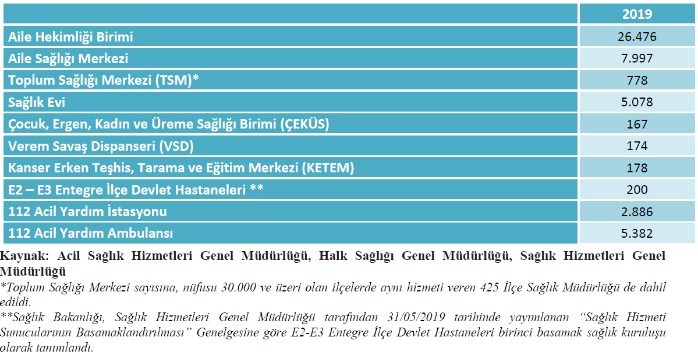 2019
Aile Hekimliği Birimi 26.476
Aile Sağlığı Merkezi 7.997
Toplum Sağlığı Merkezi (TSM)* 778
Sağlık Evi 5.078
Çocuk, Ergen, Kadın ve Üreme Sağlığı Birimi (ÇEKÜS) 167
Verem Savaş Dispanseri (VSD) 174
Kanser Erken Teşhis, Tarama ve Eğitim Merkezi (KETEM) 178
E2 – E3 Entegre İlçe Devlet Hastaneleri ** 200
112 Acil Yardım İstasyonu 2.886
112 Acil Yardım Ambulansı 5.382
Kaynak: Acil Sağlık Hizmetleri Genel Müdürlüğü, Halk Sağlığı Genel Müdürlüğü, Sağlık Hizmetleri Genel
Müdürlüğü
*Toplum Sağlığı Merkezi sayısına, nüfusu 30.000 ve üzeri olan ilçelerde aynı hizmeti veren 425 İlçe Sağlık Müdürlüğü de dahil
edildi.
**Sağlık Bakanlığı, Sağlık Hizmetleri Genel Müdürlüğü tarafından 31/05/2019 tarihinde yayımlanan “Sağlık Hizmeti
Sunucularının Basamaklandırılması” Genelgesine göre E2-E3 Entegre İlçe Devlet Hastaneleri birinci basamak sağlık kuruluşu
olarak tanımlandı.